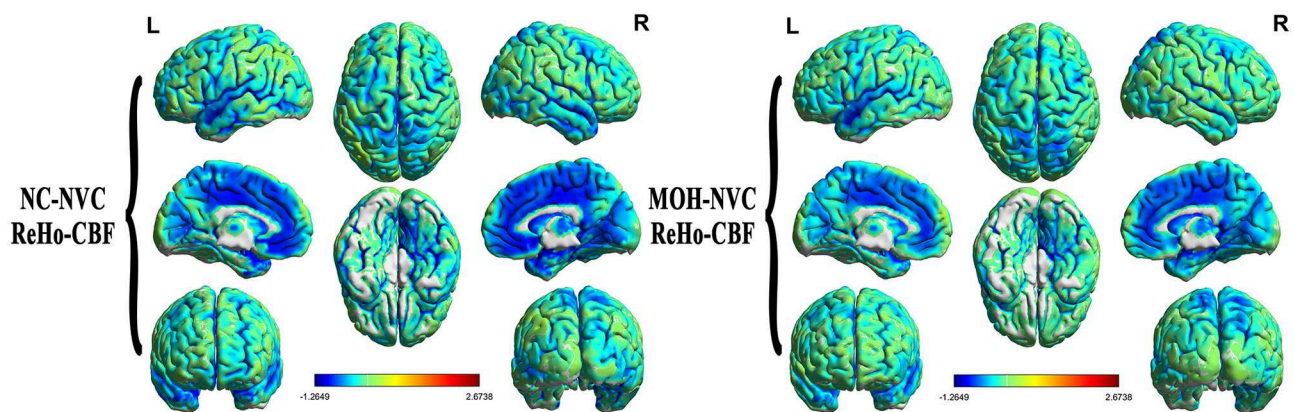 L
R
NC-NVC
ReHo-CBF
-1.2649
2.6738
L
R
MOH-NVC
ReHo-CBF
-1.2649
2.6738